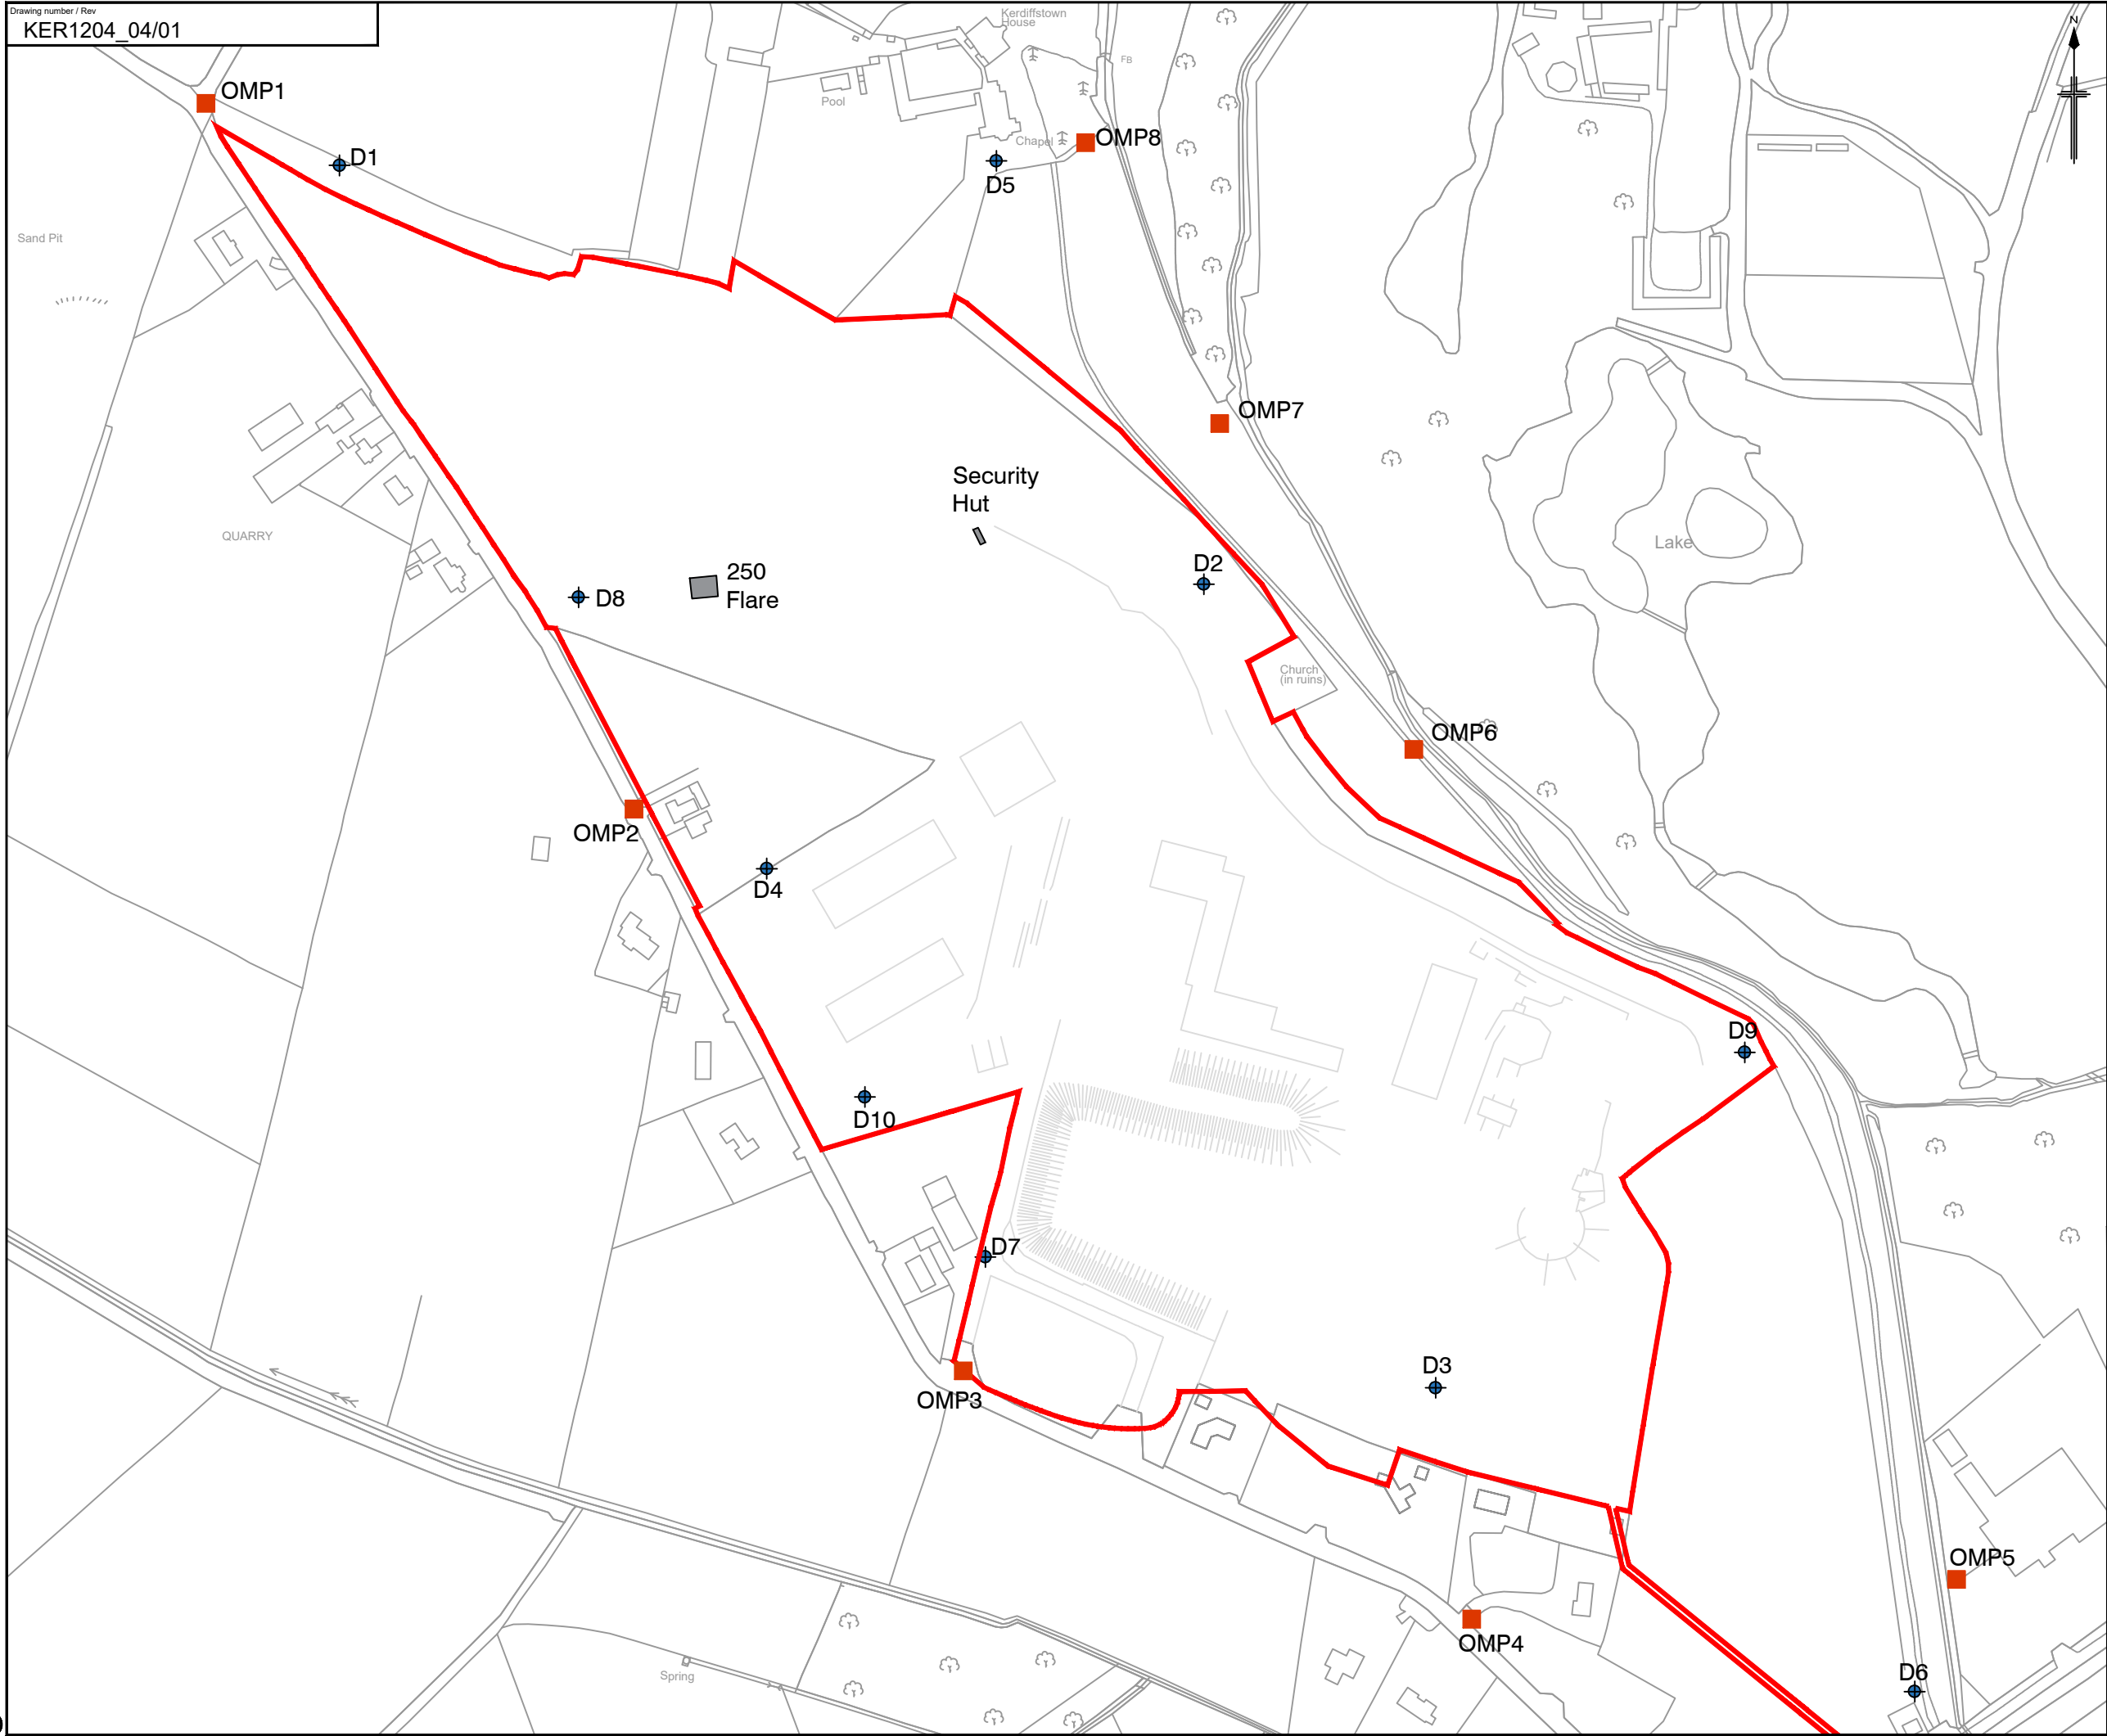 Drawing number / Rev
KER1204_04/01
Kerdiffstown
House
N
FB
OMP1
Pool
Chapel
OMP8
D1
D5
Sand Pit
OMP7
Security
Hut
QUARRY
Lake
D2
250
Flare
D8
Church
(in ruins)
OMP6
OMP2
D4
D9
D10
D7
D3
OMP3
OMP5
OMP4
Spring
D6